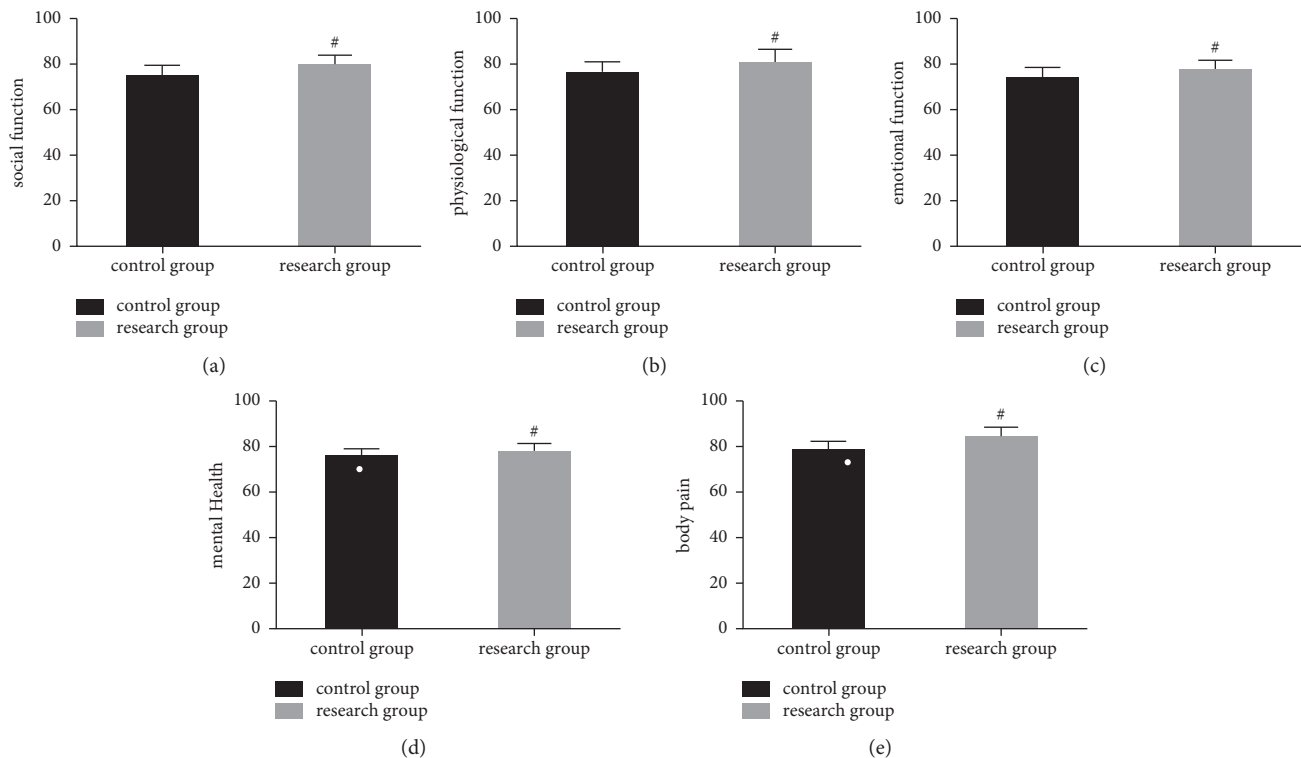 100
80
60
40
20
0
social function
#
control group
research group
control group
research group
(a)
100
80
60
40
20
0
physiological function
#
control group
research group
control group
research group
(b)
100
80
60
40
20
0
emotional function
#
control group
research group
control group
research group
(c)
100
80
60
40
20
0
mental Health
#
control group
research group
control group
research group
(d)
100
80
60
40
20
0
body pain
#
control group
research group
control group
research group
(e)